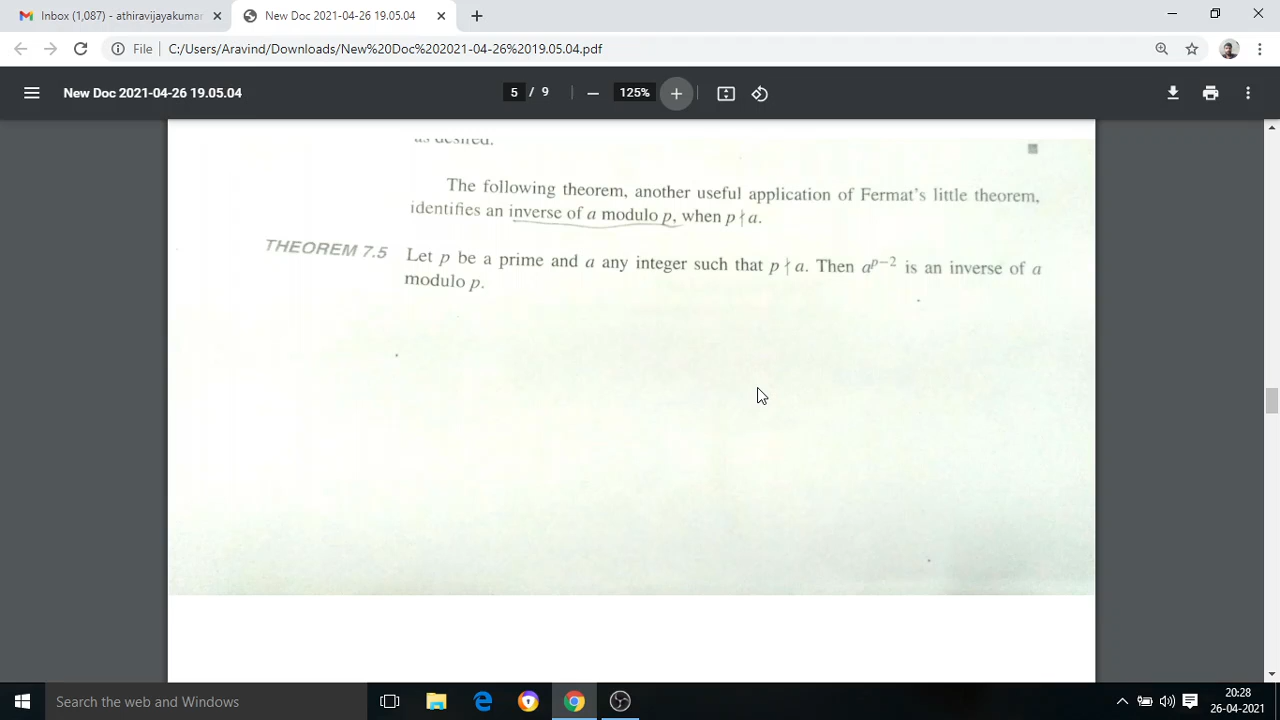 Inbox (1,087) - athiravijayakumar
New Doc 2021-04-26 19.05.04
File
C:/Users/Aravind/Downloads/New%20Doc%202021-04-26%2019.05.04.pdf
New Doc 2021-04-26 19.05.04
5 / 9
125%
as desired.
The following theorem, another useful application of Fermat's little theorem,
identifies an inverse of a modulo p, when p ∤ a.
THEOREM 7.5 Let p be a prime and a any integer such that p ∤ a. Then a^{p−2} is an inverse of a
modulo p.
Search the web and Windows
20:28
26-04-2021